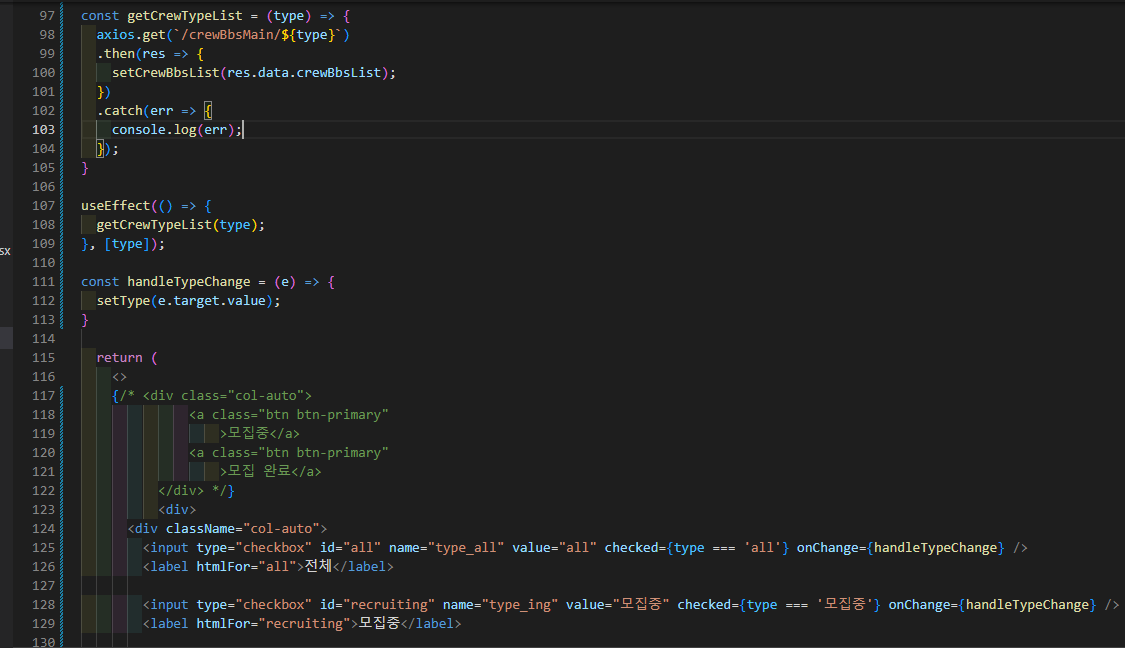 97 const getCrewTypeList = (type) => {
98 axios.get(`/crewBbsMain/${type}`)
99 .then(res => {
100 setCrewBbsList(res.data.crewBbsList);
101 })
102 .catch(err => {
103 console.log(err);
104 });
105 }
106
107 useEffect(() => {
108 getCrewTypeList(type);
109 }, [type]);
110
111 const handleTypeChange = (e) => {
112 setType(e.target.value);
113 }
114
115 return (
116 <>
117 {/* <div class="col-auto">
118 <a class="btn btn-primary"
119 >모집중</a>
120 <a class="btn btn-primary"
121 >모집 완료</a>
122 </div> */}
123 <div>
124 <div className="col-auto">
125 <input type="checkbox" id="all" name="type_all" value="all" checked={type === 'all'} onChange={handleTypeChange} />
126 <label htmlFor="all">전체</label>
127
128 <input type="checkbox" id="recruiting" name="type_ing" value="모집중" checked={type === '모집중'} onChange={handleTypeChange} />
129 <label htmlFor="recruiting">모집중</label>
130
sx